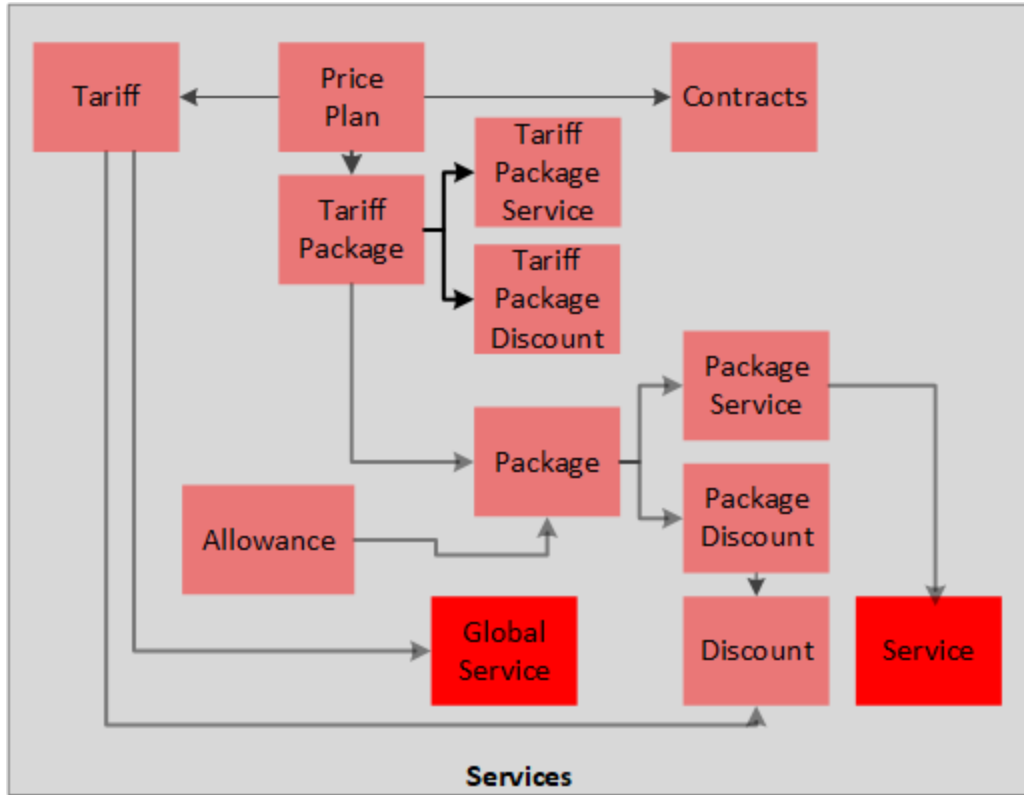 Tariff
Price
Plan
Contracts
Tariff
Package
Service
Tariff
Package
Tariff
Package
Discount
Package
Service
Package
Package
Discount
Allowance
Global
Service
Discount
Service
Services